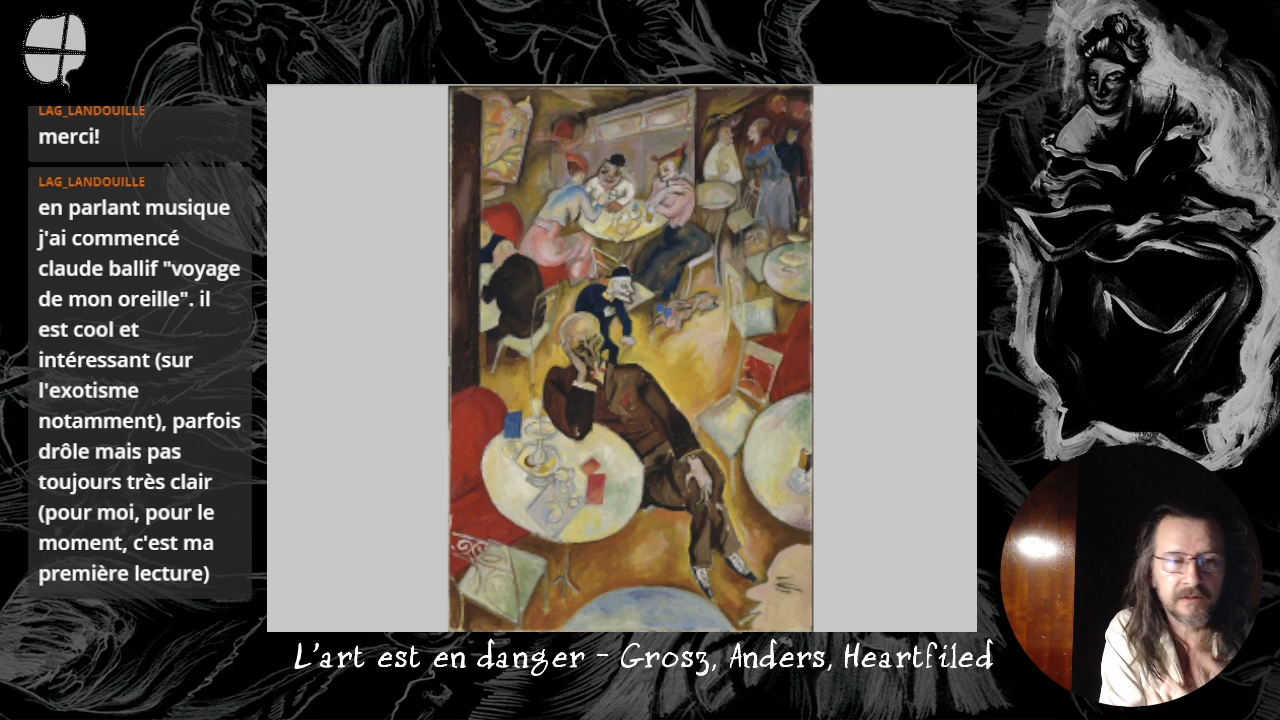 LAG_LANDOUILLE
merci!
LAG_LANDOUILLE
en parlant musique
j'ai commencé
claude ballif "voyage
de mon oreille". il
est cool et
intéressant (sur
l'exotisme
notamment), parfois
drôle mais pas
toujours très clair
(pour moi, pour le
moment, c'est ma
première lecture)
L'art est en danger - Grosz, Anders, Heartfiled